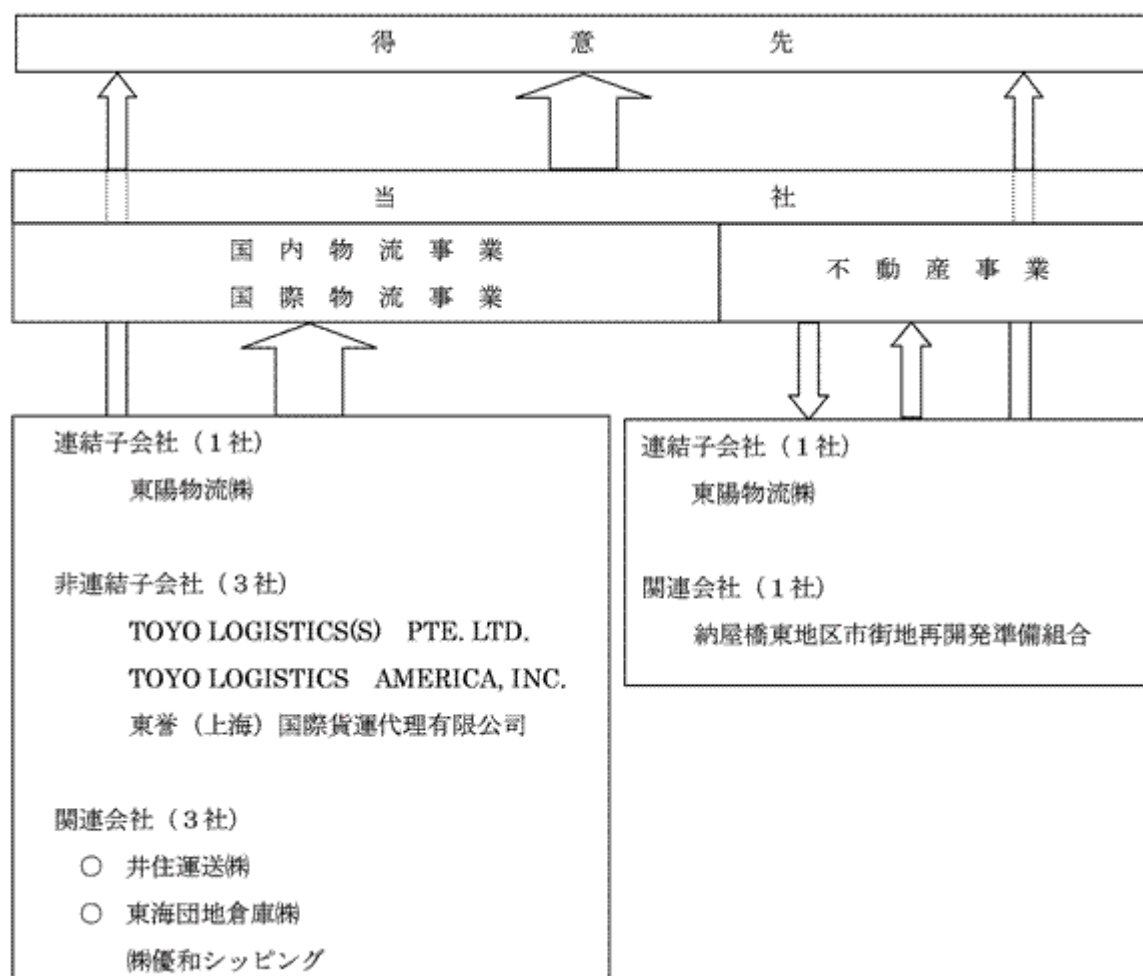 得意先
当社
国内物流事業
国際物流事業
不動産事業
連結子会社（１社）
東陽物流㈱
非連結子会社（３社）
TOYO LOGISTICS(S) PTE. LTD.
TOYO LOGISTICS AMERICA, INC.
東誉（上海）国際貨運代理有限公司
関連会社（３社）
○ 井住運送㈱
○ 東海団地倉庫㈱
㈱優和シッピング
連結子会社（１社）
東陽物流㈱
関連会社（１社）
納屋橋東地区市街地再開発準備組合